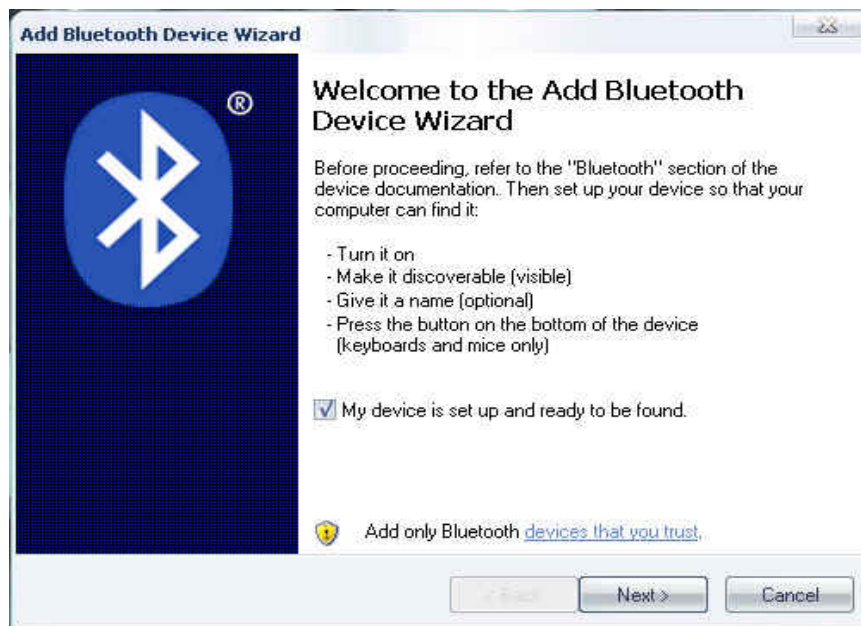 Add Bluetooth Device Wizard
®
Welcome to the Add Bluetooth
Device Wizard
Before proceeding, refer to the "Bluetooth" section of the
device documentation. Then set up your device so that your
computer can find it:
- Turn it on
- Make it discoverable (visible)
- Give it a name (optional)
- Press the button on the bottom of the device
(keyboards and mice only)
My device is set up and ready to be found.
Add only Bluetooth devices that you trust.
< Back Next > Cancel